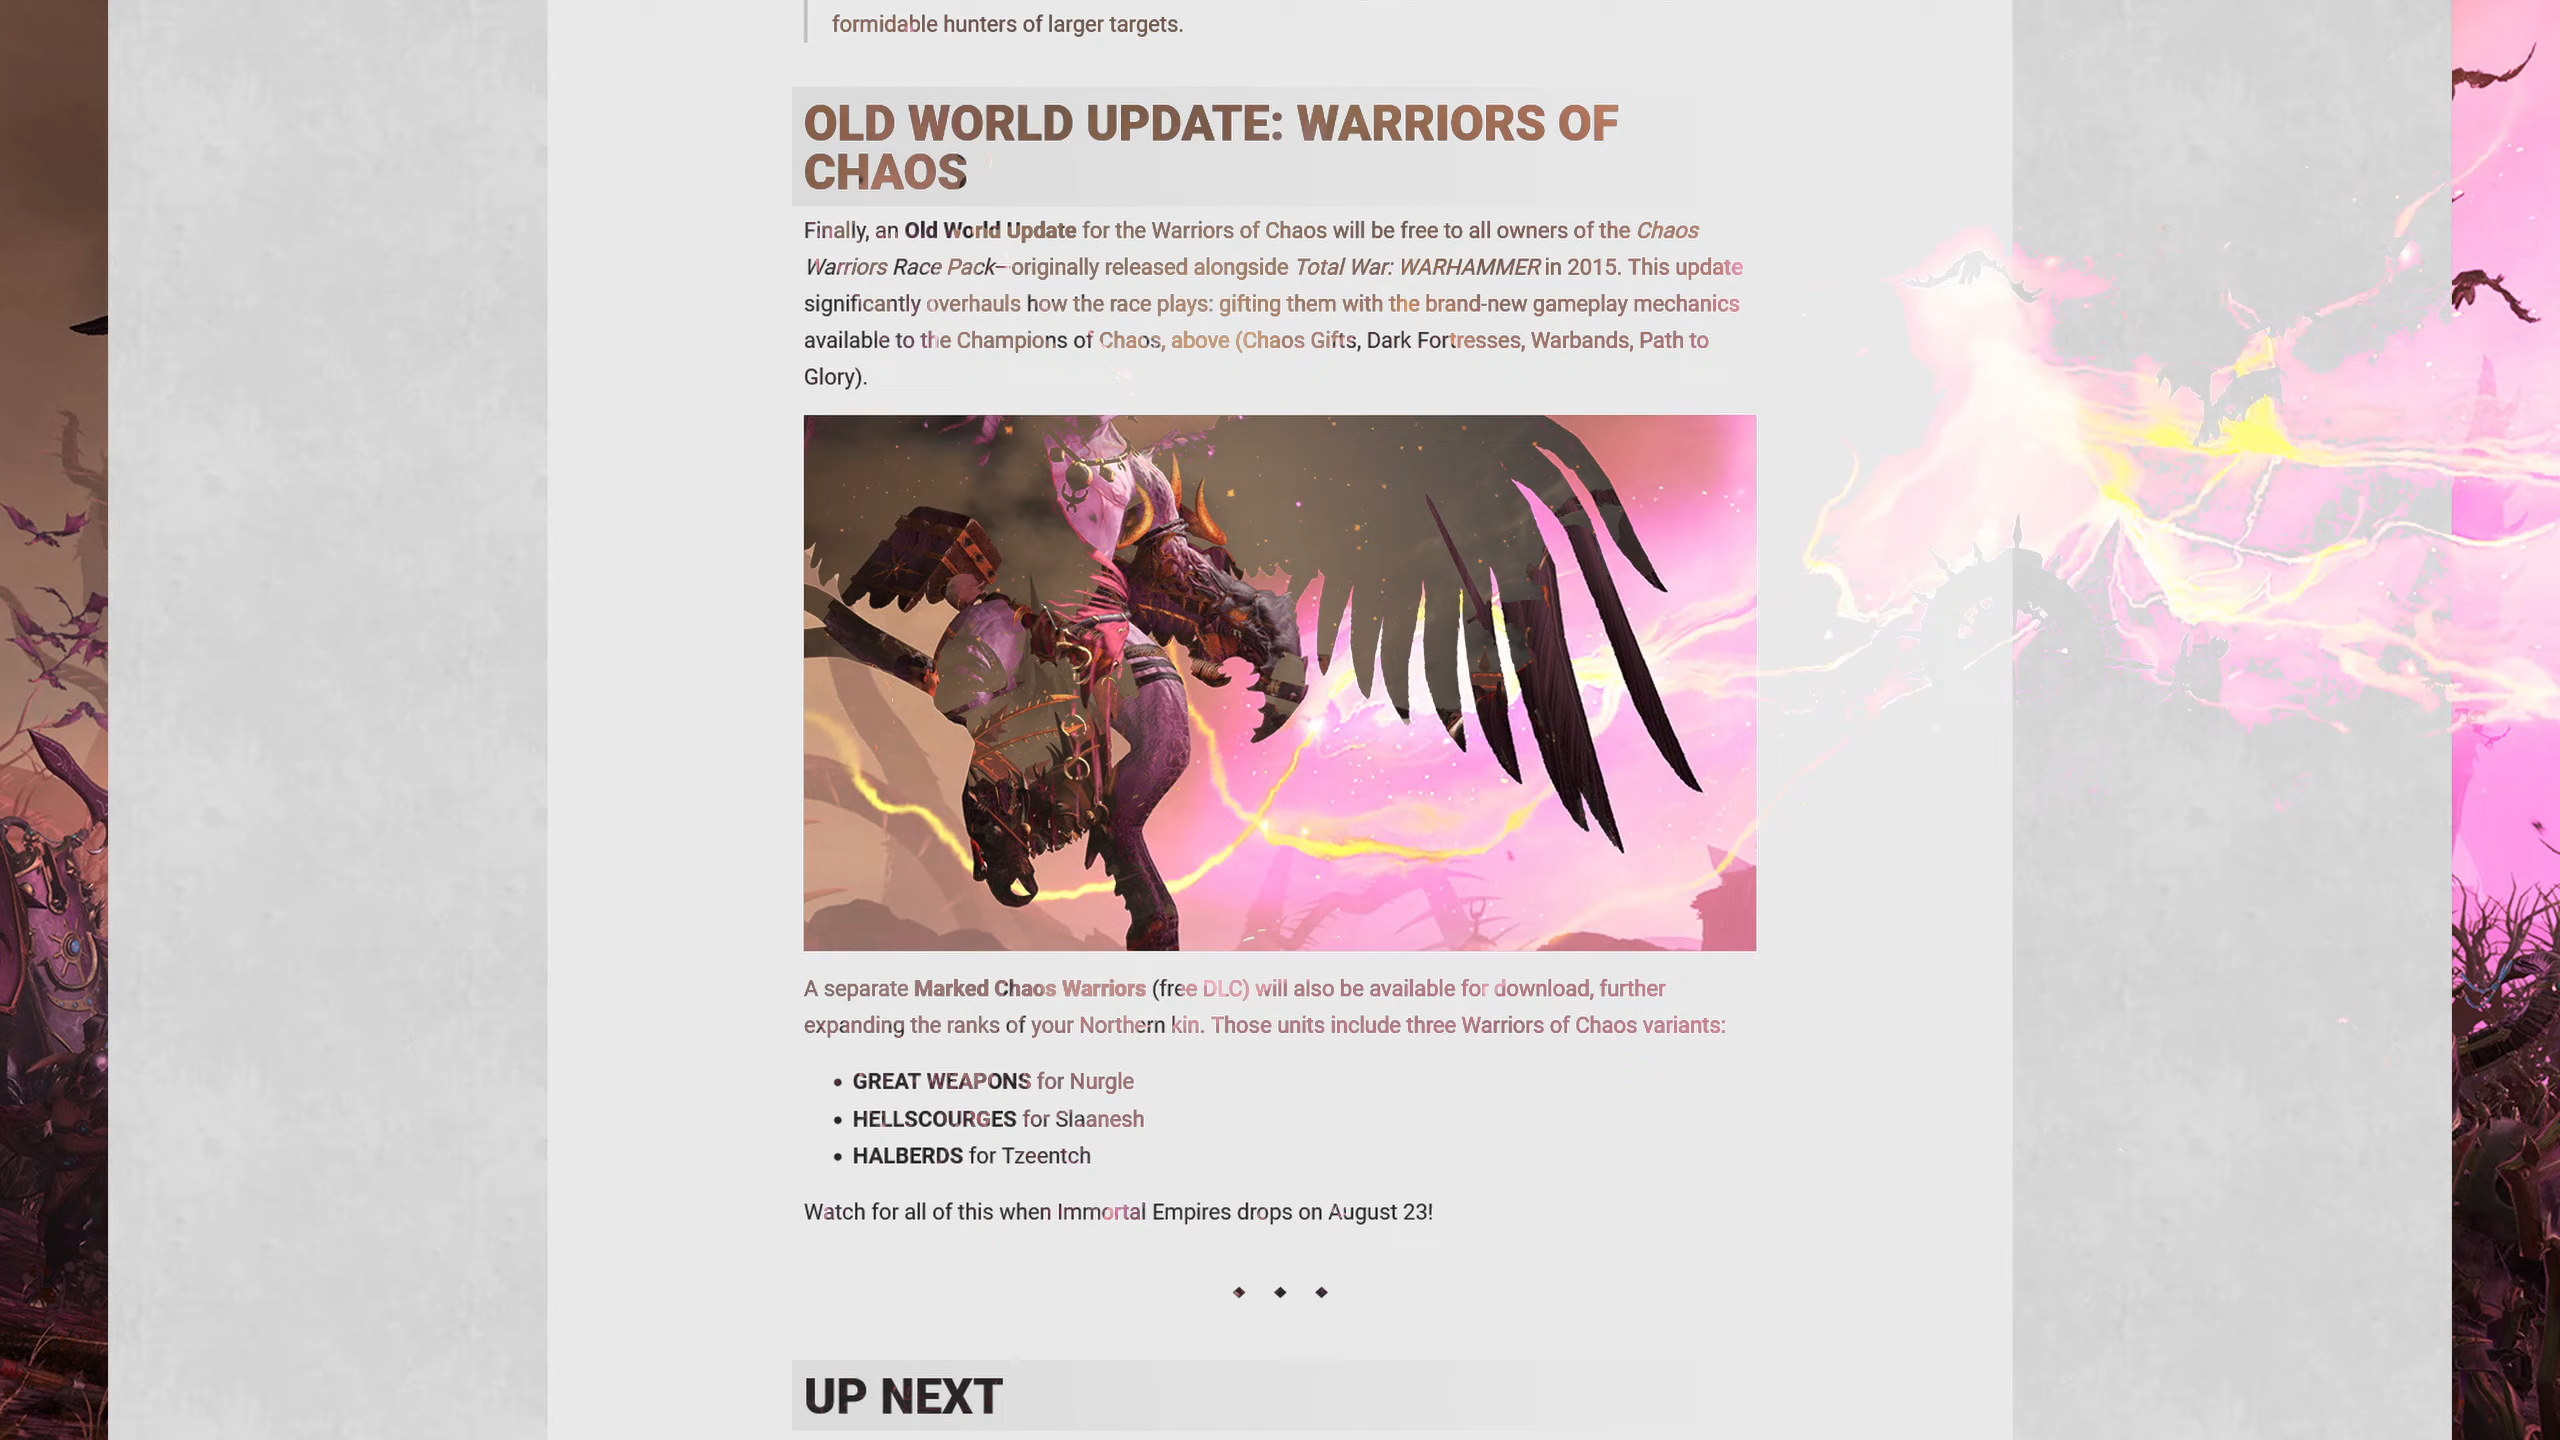 formidable hunters of larger targets.
OLD WORLD UPDATE: WARRIORS OF
CHAOS
Finally, an Old World Update for the Warriors of Chaos will be free to all owners of the Chaos
Warriors Race Pack–originally released alongside Total War: WARHAMMER in 2015. This update
significantly overhauls how the race plays: gifting them with the brand-new gameplay mechanics
available to the Champions of Chaos, above (Chaos Gifts, Dark Fortresses, Warbands, Path to
Glory).
A separate Marked Chaos Warriors (free DLC) will also be available for download, further
expanding the ranks of your Northern kin. Those units include three Warriors of Chaos variants:
• GREAT WEAPONS for Nurgle
• HELLSCOURGES for Slaanesh
• HALBERDS for Tzeentch
Watch for all of this when Immortal Empires drops on August 23!
UP NEXT